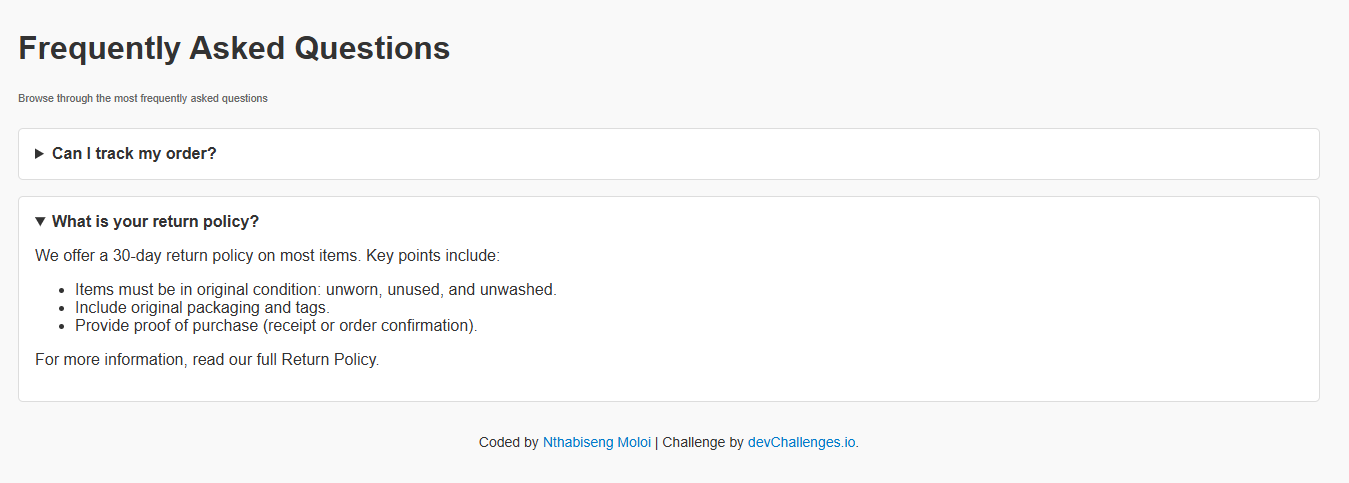 Frequently Asked Questions
Browse through the most frequently asked questions
Can I track my order?
What is your return policy?
We offer a 30-day return policy on most items. Key points include:
Items must be in original condition: unworn, unused, and unwashed.
Include original packaging and tags.
Provide proof of purchase (receipt or order confirmation).
For more information, read our full Return Policy.
Coded by Nthabiseng Moloi | Challenge by devChallenges.io.